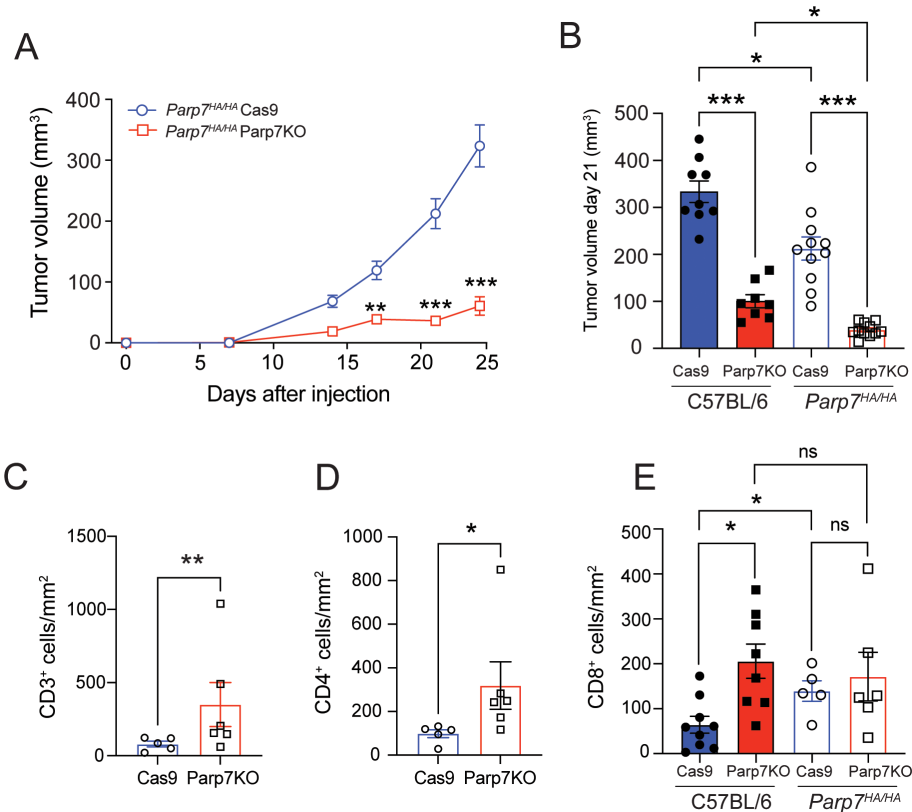 A
Tumor volume (mm³)
400
300
200
100
0
0 5 10 15 20 25
Days after injection
Parp7ᴴᴬ/ᴴᴬ Cas9
Parp7ᴴᴬ/ᴴᴬ Parp7KO
** *** ***
B
Tumor volume day 21 (mm³)
500
400
300
200
100
0
*
*
*** ***
Cas9 Parp7KO Cas9 Parp7KO
C57BL/6 Parp7ᴴᴬ/ᴴᴬ
C
CD3⁺ cells/mm²
1500
1000
500
0
**
Cas9 Parp7KO
D
CD4⁺ cells/mm²
1000
800
600
400
200
0
*
Cas9 Parp7KO
E
CD8⁺ cells/mm²
500
400
300
200
100
0
ns
*
* ns
Cas9 Parp7KO Cas9 Parp7KO
C57BL/6 Parp7ᴴᴬ/ᴴᴬ